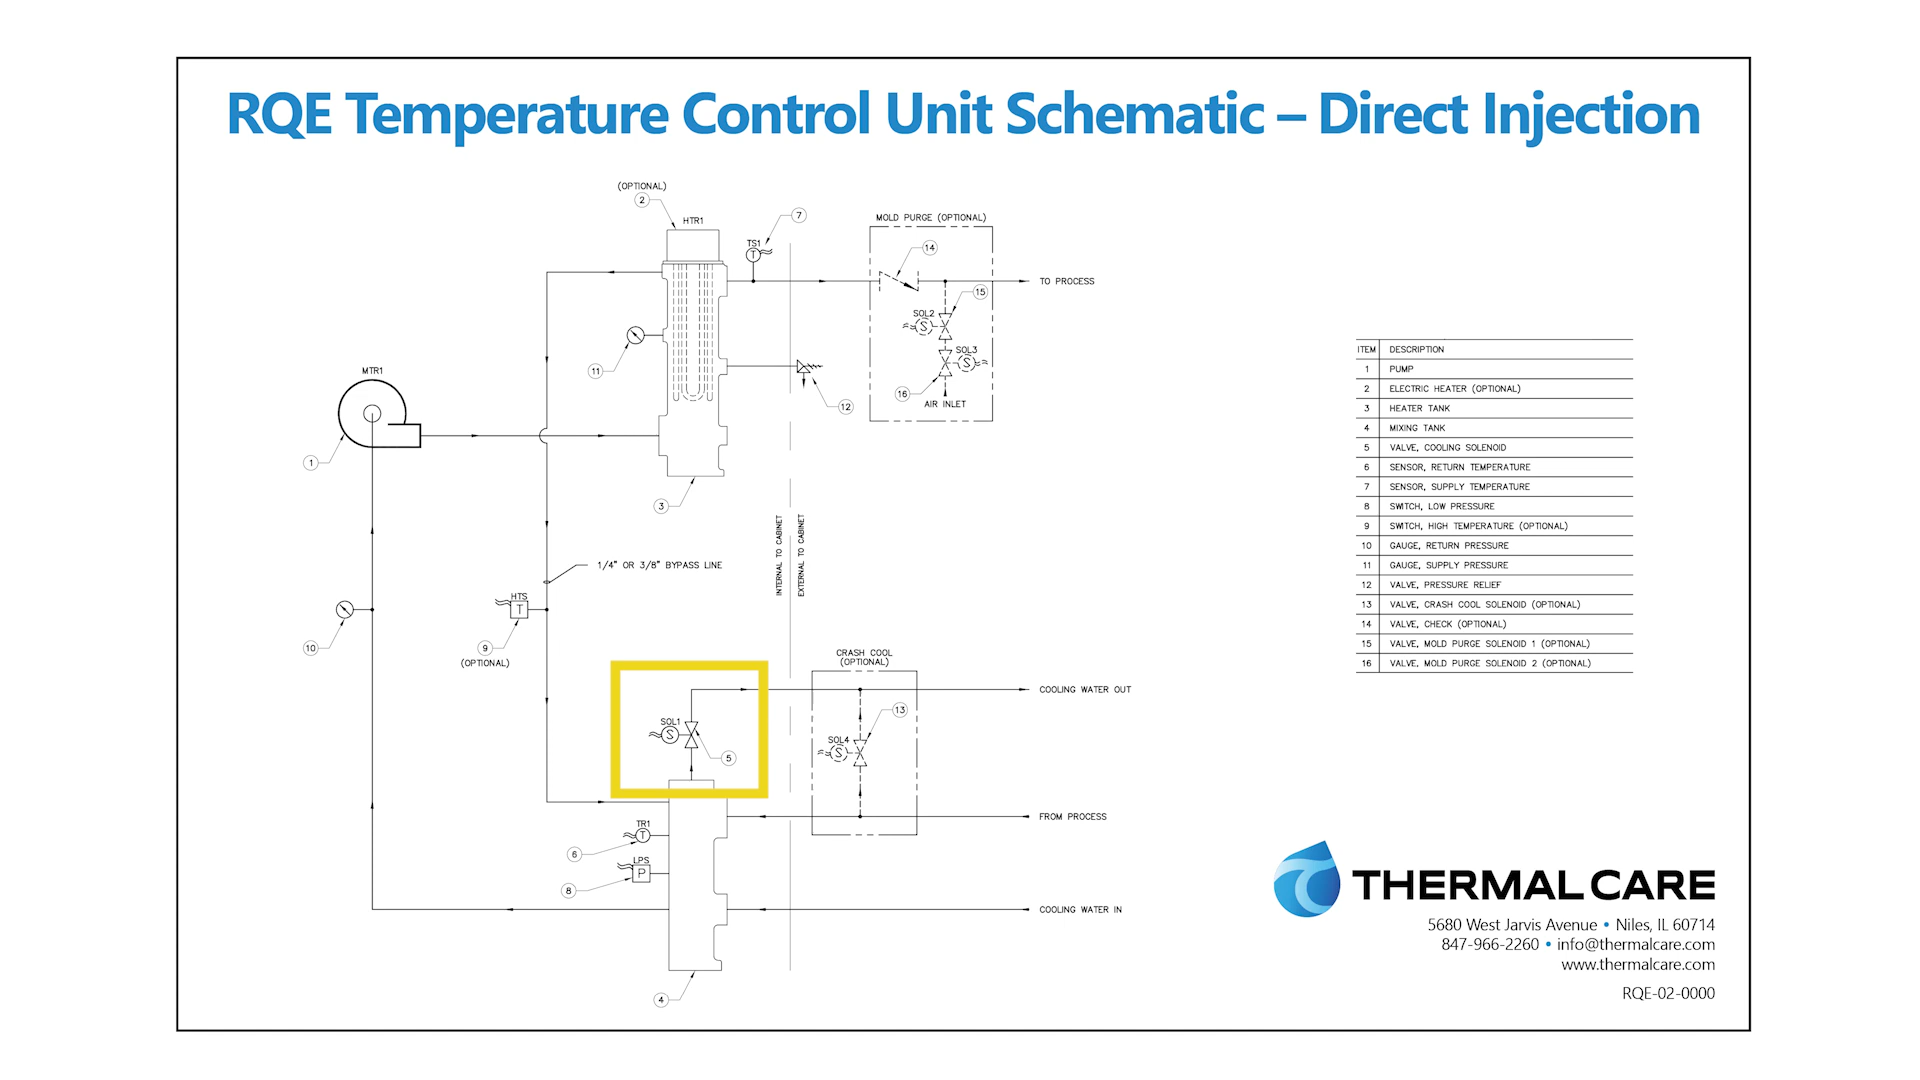 RQE Temperature Control Unit Schematic – Direct Injection
(OPTIONAL)
2
HTR1
7
TS1
T
MOLD PURGE (OPTIONAL)
14
TO PROCESS
15
SOL2
S
SOL3
S
16
AIR INLET
11
12
MTR1
1
3
INTERNAL TO CABINET
EXTERNAL TO CABINET
1/4" OR 3/8" BYPASS LINE
HTS
T
9
(OPTIONAL)
10
CRASH COOL
(OPTIONAL)
COOLING WATER OUT
SOL1
S
5
13
SOL4
S
FROM PROCESS
TR1
T
6
LPS
P
8
COOLING WATER IN
4
ITEM DESCRIPTION
1 PUMP
2 ELECTRIC HEATER (OPTIONAL)
3 HEATER TANK
4 MIXING TANK
5 VALVE, COOLING SOLENOID
6 SENSOR, RETURN TEMPERATURE
7 SENSOR, SUPPLY TEMPERATURE
8 SWITCH, LOW PRESSURE
9 SWITCH, HIGH TEMPERATURE (OPTIONAL)
10 GAUGE, RETURN PRESSURE
11 GAUGE, SUPPLY PRESSURE
12 VALVE, PRESSURE RELIEF
13 VALVE, CRASH COOL SOLENOID (OPTIONAL)
14 VALVE, CHECK (OPTIONAL)
15 VALVE, MOLD PURGE SOLENOID 1 (OPTIONAL)
16 VALVE, MOLD PURGE SOLENOID 2 (OPTIONAL)
THERMAL CARE
5680 West Jarvis Avenue • Niles, IL 60714
847-966-2260 • info@thermalcare.com
www.thermalcare.com
RQE-02-0000